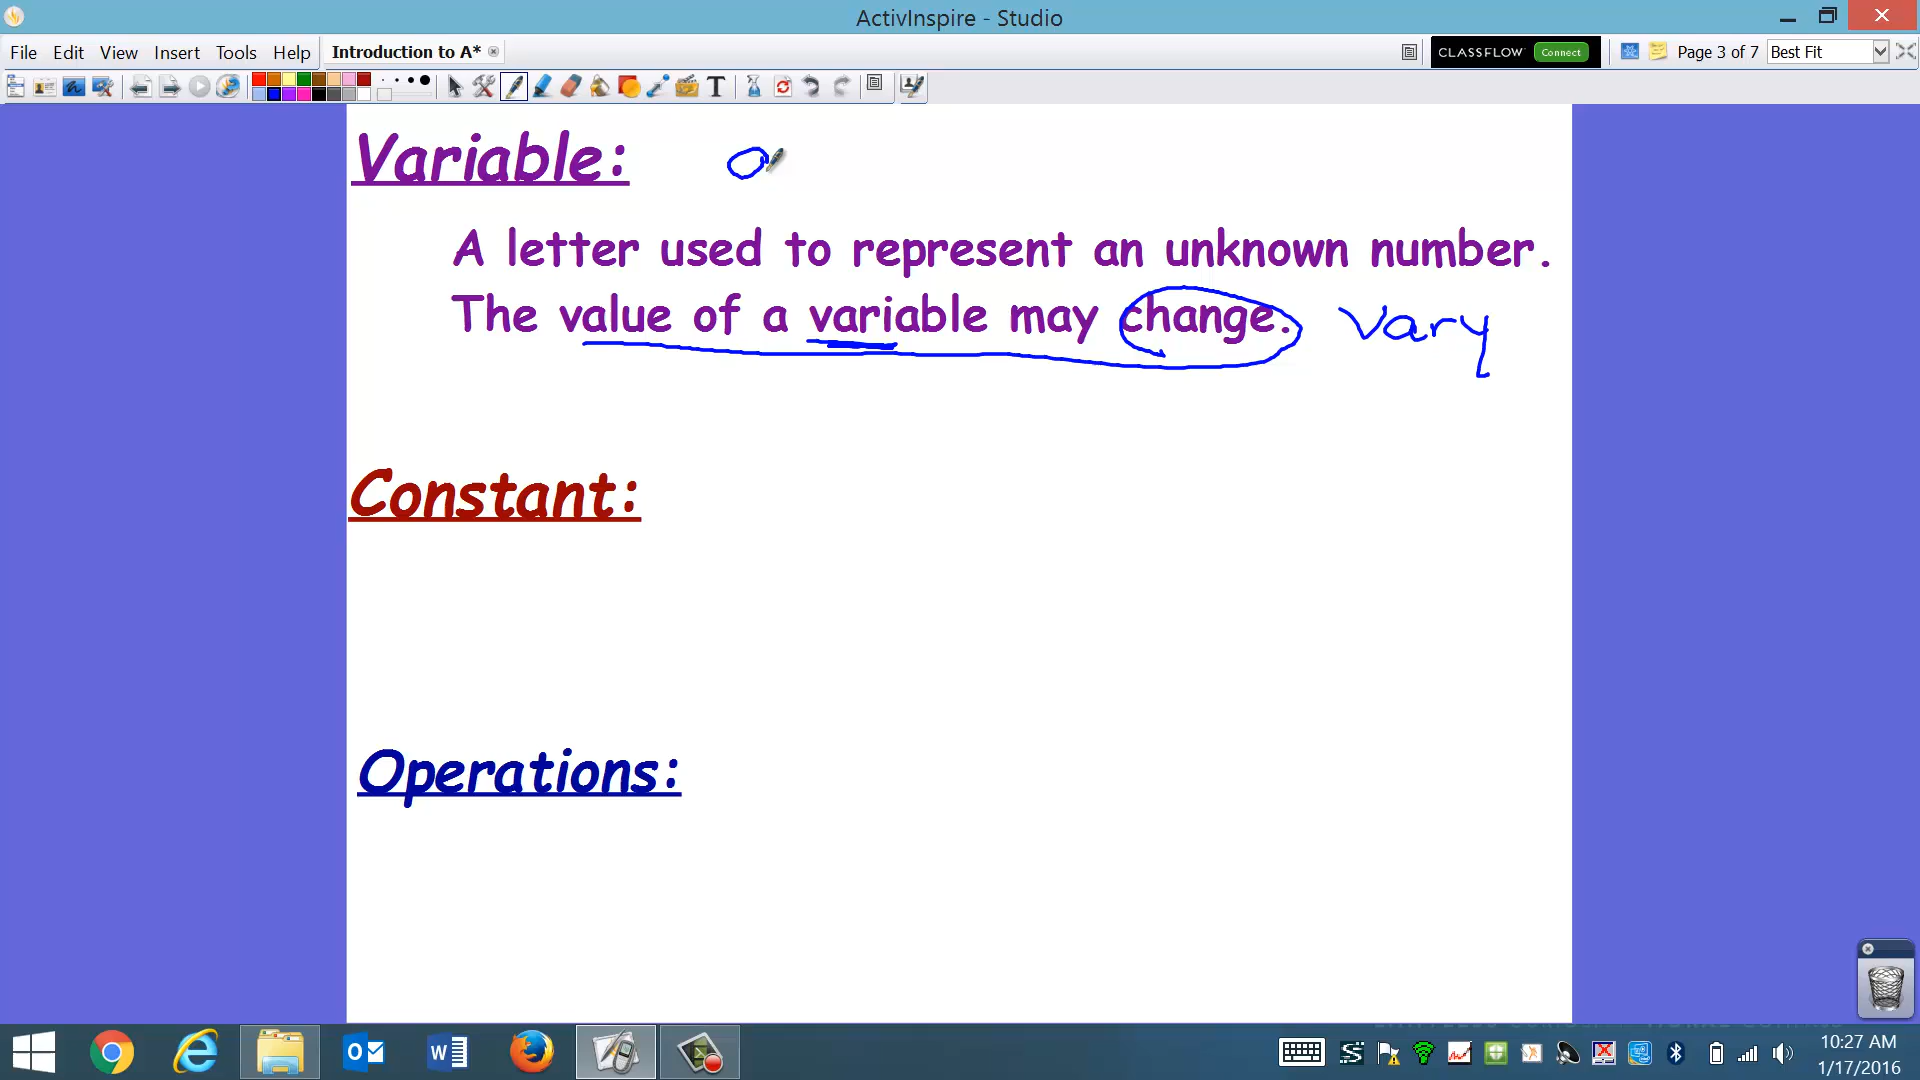 ActivInspire - Studio
File Edit View Insert Tools Help Introduction to A* CLASSFLOW Connect Page 3 of 7 Best Fit
Variable:
A letter used to represent an unknown number.
The value of a variable may change. vary
Constant:
Operations:
10:27 AM
1/17/2016